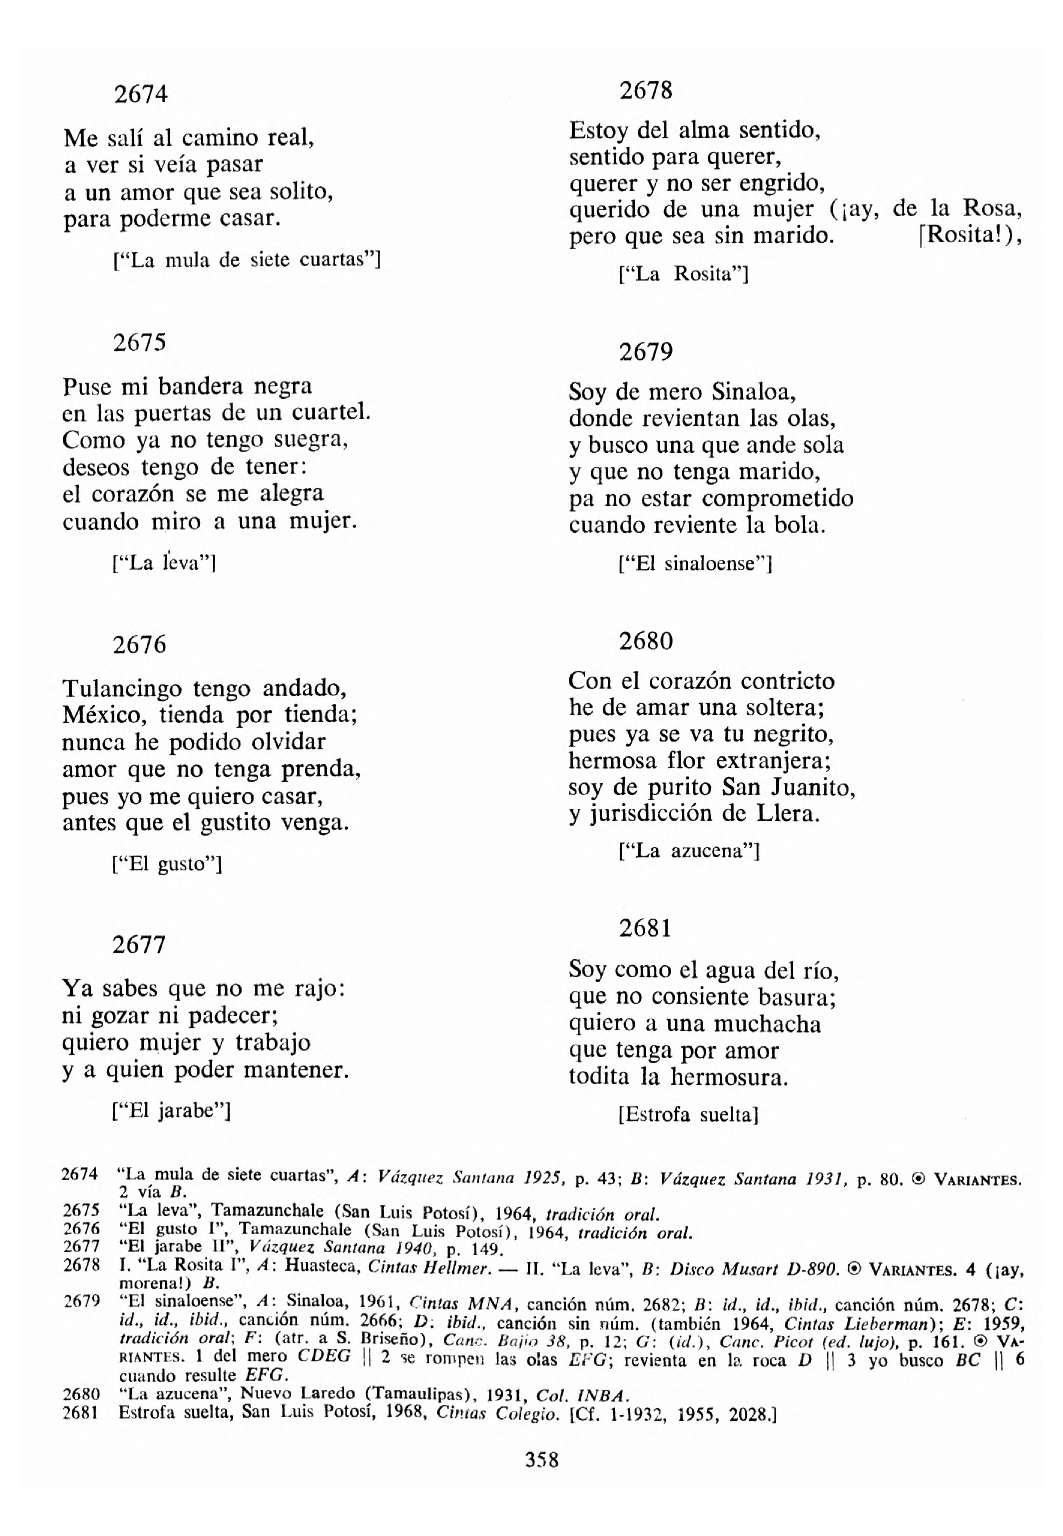 2674
Me salí al camino real,
a ver si veía pasar
a un amor que sea solito,
para poderme casar.
[“La mula de siete cuartas”]
2675
Puse mi bandera negra
en las puertas de un cuartel.
Como ya no tengo suegra,
deseos tengo de tener:
el corazón se me alegra
cuando miro a una mujer.
[“La leva”]
2676
Tulancingo tengo andado,
México, tienda por tienda;
nunca he podido olvidar
amor que no tenga prenda,
pues yo me quiero casar,
antes que el gustito venga.
[“El gusto”]
2677
Ya sabes que no me rajo:
ni gozar ni padecer;
quiero mujer y trabajo
y a quien poder mantener.
[“El jarabe”]
2678
Estoy del alma sentido,
sentido para querer,
querer y no ser engrido,
querido de una mujer (¡ay, de la Rosa,
pero que sea sin marido. [Rosita!),
[“La Rosita”]
2679
Soy de mero Sinaloa,
donde revientan las olas,
y busco una que ande sola
y que no tenga marido,
pa no estar comprometido
cuando reviente la bola.
[“El sinaloense”]
2680
Con el corazón contricto
he de amar una soltera;
pues ya se va tu negrito,
hermosa flor extranjera;
soy de purito San Juanito,
y jurisdicción de Llera.
[“La azucena”]
2681
Soy como el agua del río,
que no consiente basura;
quiero a una muchacha
que tenga por amor
todita la hermosura.
[Estrofa suelta]
2674 “La mula de siete cuartas”, A: Vázquez Santana 1925, p. 43; B: Vázquez Santana 1931, p. 80. ⊙ VARIANTES.
2 vía B.
2675 “La leva”, Tamazunchale (San Luis Potosí), 1964, tradición oral.
2676 “El gusto I”, Tamazunchale (San Luis Potosí), 1964, tradición oral.
2677 “El jarabe II”, Vázquez Santana 1940, p. 149.
2678 I. “La Rosita I”, A: Huasteca, Cintas Hellmer. — II. “La leva”, B: Disco Musart D-890. ⊙ VARIANTES. 4 (¡ay,
morena!) B.
2679 “El sinaloense”, A: Sinaloa, 1961, Cintas MNA, canción núm. 2682; B: id., id., ibid., canción núm. 2678; C:
id., id., ibid., canción núm. 2666; D: ibid., canción sin núm. (también 1964, Cintas Lieberman); E: 1959,
tradición oral; F: (atr. a S. Briseño), Canc. Bajío 38, p. 12; G: (id.), Canc. Picot (ed. lujo), p. 161. ⊙ VA-
RIANTES. 1 del mero CDEG || 2 se rompen las olas EFG; revienta en la roca D || 3 yo busco BC || 6
cuando resulte EFG.
2680 “La azucena”, Nuevo Laredo (Tamaulipas), 1931, Col. INBA.
2681 Estrofa suelta, San Luis Potosí, 1968, Cintas Colegio. [Cf. 1-1932, 1955, 2028.]
358